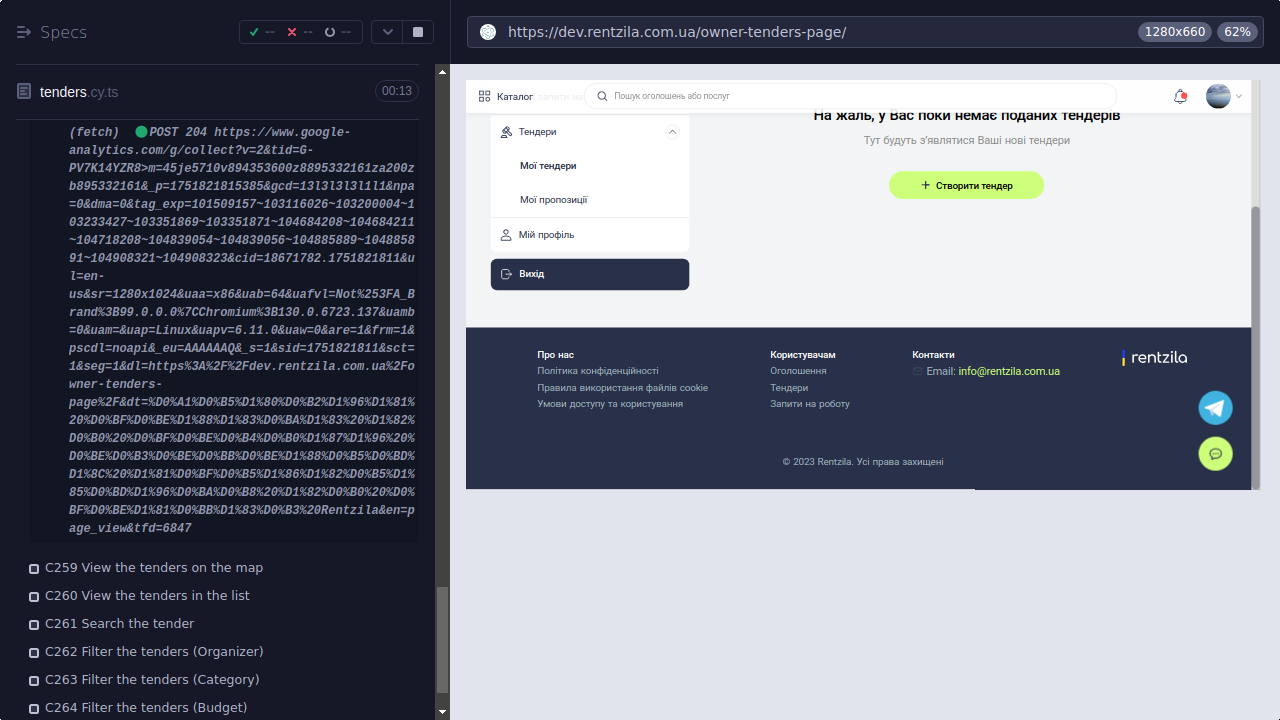 Specs
--
--
--
https://dev.rentzila.com.ua/owner-tenders-page/
1280x660
62%
tenders.cy.ts
00:13
(fetch) POST 204 https://www.google-
analytics.com/g/collect?v=2&tid=G-
PV7K14YZR8>m=45je5710v894353600z8895332161za200z
b895332161&_p=1751821815385&gcd=13l3l3l3l1l1&npa
=0&dma=0&tag_exp=101509157~103116026~103200004~1
03233427~103351869~103351871~104684208~104684211
~104718208~104839054~104839056~104885889~1048858
91~104908321~104908323&cid=18671782.1751821811&u
l=en-
us&sr=1280x1024&uaa=x86&uab=64&uafvl=Not%253FA_B
rand%3B99.0.0.0%7CChromium%3B130.0.6723.137&uamb
=0&uam=&uap=Linux&uapv=6.11.0&uaw=0&are=1&frm=1&
pscdl=noapi&_eu=AAAAAAQ&_s=1&sid=1751821811&sct=
1&seg=1&dl=https%3A%2F%2Fdev.rentzila.com.ua%2Fo
wner-tenders-
page%2F&dt=%D0%A1%D0%B5%D1%80%D0%B2%D1%96%D1%81%
20%D0%BF%D0%BE%D1%88%D1%83%D0%BA%D1%83%20%D1%82%
D0%B0%20%D0%BF%D0%BE%D0%B4%D0%B0%D1%87%D1%96%20%
D0%BE%D0%B3%D0%BE%D0%BB%D0%BE%D1%88%D0%B5%D0%BD%
D1%8C%20%D1%81%D0%BF%D0%B5%D1%86%D1%82%D0%B5%D1%
85%D0%BD%D1%96%D0%BA%D0%B8%20%D1%82%D0%B0%20%D0%
BF%D0%BE%D1%81%D0%BB%D1%83%D0%B3%20Rentzila&en=p
age_view&tfd=6847
C259 View the tenders on the map
C260 View the tenders in the list
C261 Search the tender
C262 Filter the tenders (Organizer)
C263 Filter the tenders (Category)
C264 Filter the tenders (Budget)
Каталог
Пошук оголошень або послуг
На жаль, у Вас поки немає поданих тендерів
Тут будуть з'являтися Ваші нові тендери
Створити тендер
Тендери
Мої тендери
Мої пропозиції
Мій профіль
Вихід
Про нас
Політика конфіденційності
Правила використання файлів cookie
Умови доступу та користування
Користувачам
Оголошення
Тендери
Запити на роботу
Контакти
Email: info@rentzila.com.ua
rentzila
© 2023 Rentzila. Усі права захищені